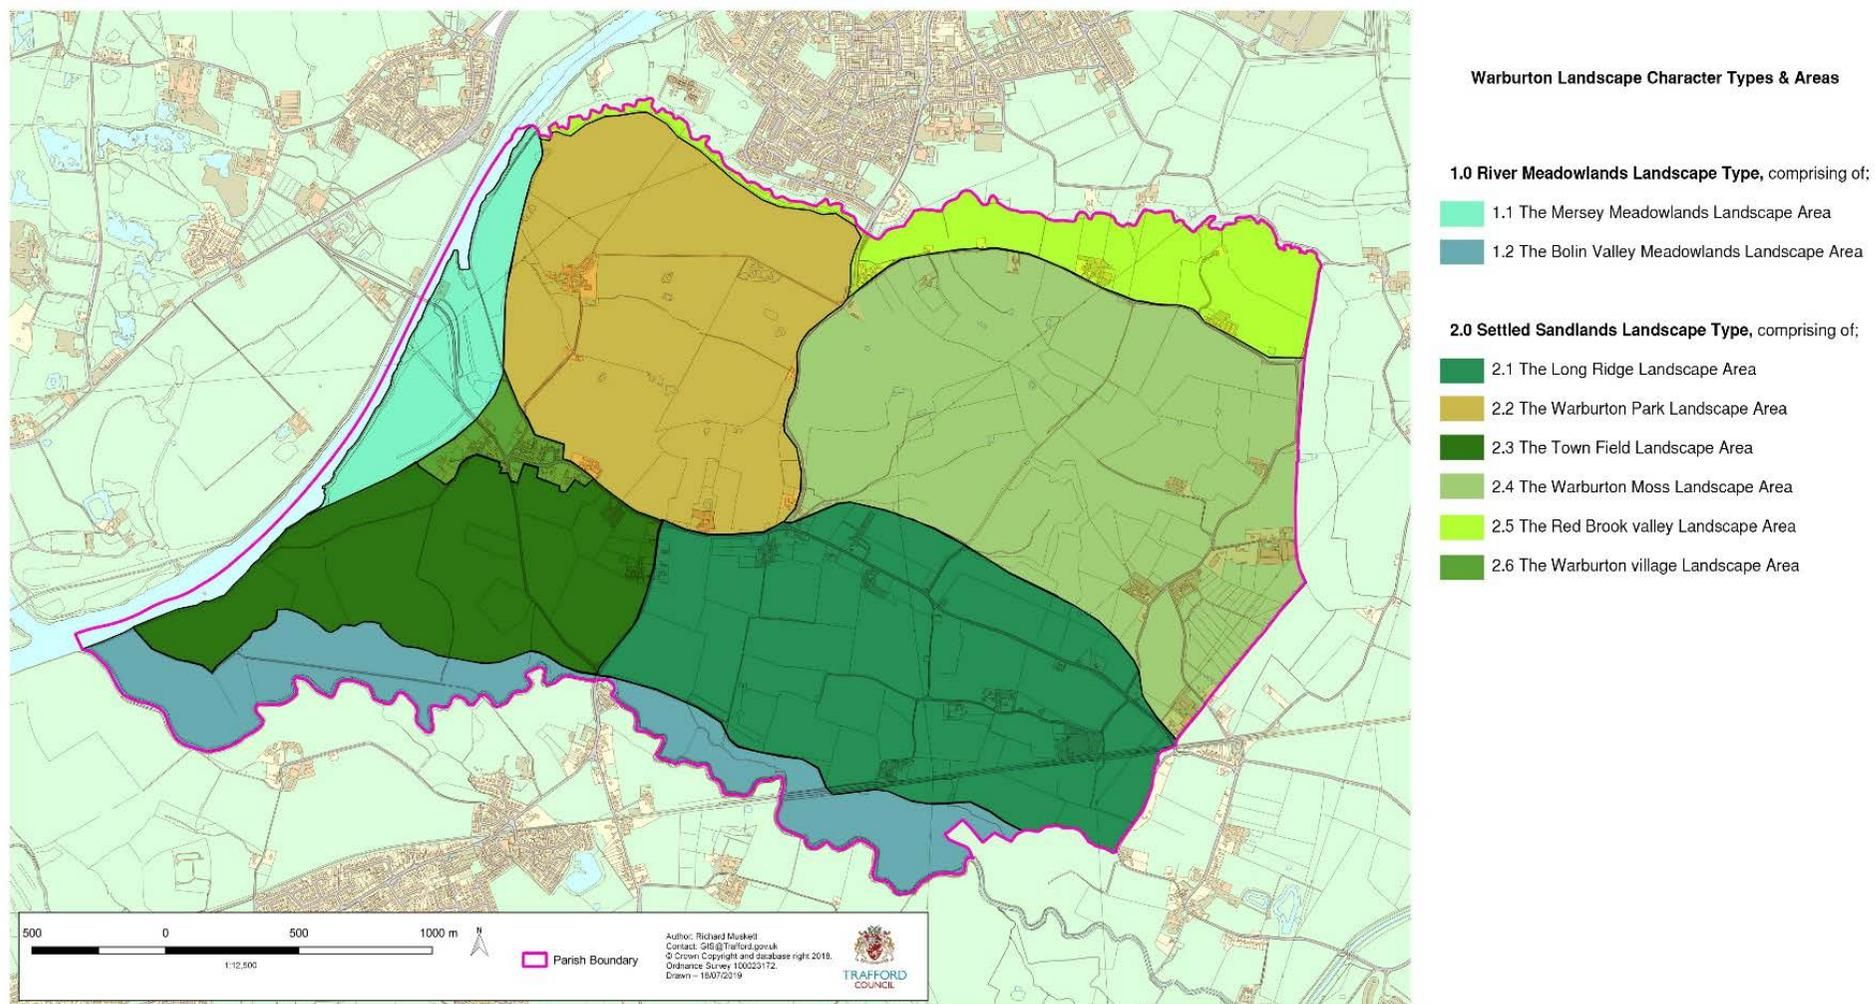 Warburton Landscape Character Types & Areas
1.0 River Meadowlands Landscape Type, comprising of;
1.1 The Mersey Meadowlands Landscape Area
1.2 The Bolin Valley Meadowlands Landscape Area
2.0 Settled Sandlands Landscape Type, comprising of;
2.1 The Long Ridge Landscape Area
2.2 The Warburton Park Landscape Area
2.3 The Town Field Landscape Area
2.4 The Warburton Moss Landscape Area
2.5 The Red Brook valley Landscape Area
2.6 The Warburton village Landscape Area
500 0 500 1000 m
1:12,500
N
Parish Boundary
Author: Richard Muskett
Contact: GIS@Trafford.gov.uk
© Crown Copyright and database right 2018.
Ordnance Survey 100023172.
Drawn – 18/07/2019
TRAFFORD
COUNCIL